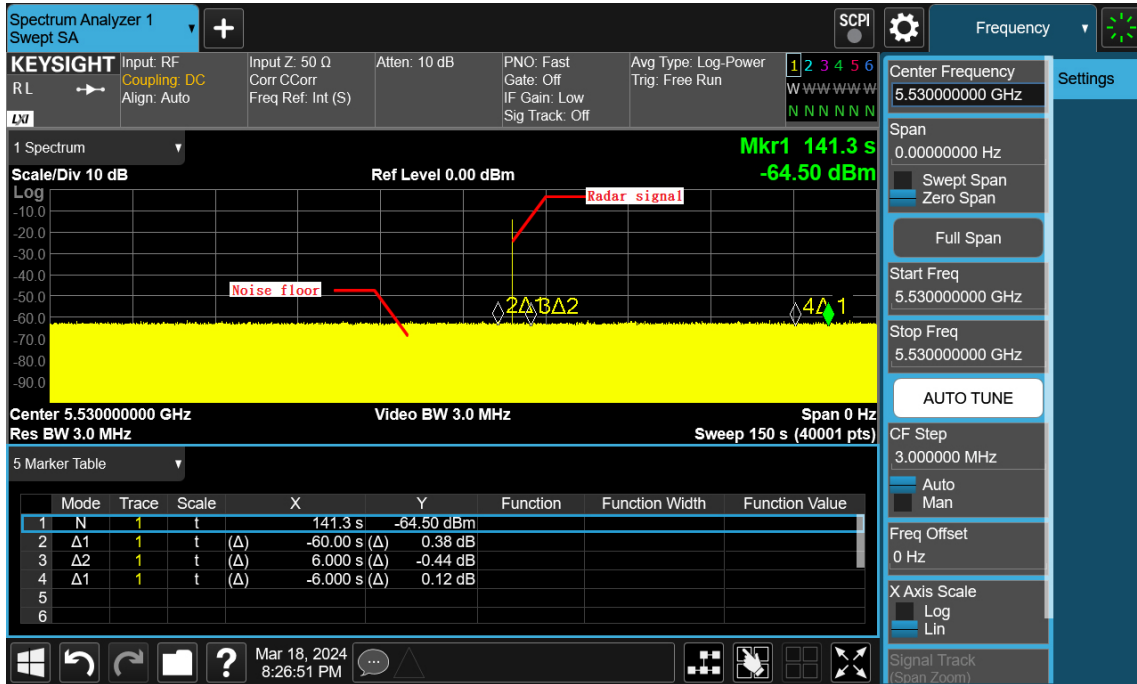 Spectrum Analyzer 1
Swept SA
SCPI
Frequency
KEYSIGHT
R L
LXI
Input: RF
Coupling: DC
Align: Auto
Input Z: 50 Ω
Corr CCorr
Freq Ref: Int (S)
Atten: 10 dB
PNO: Fast
Gate: Off
IF Gain: Low
Sig Track: Off
Avg Type: Log-Power
Trig: Free Run
1 2 3 4 5 6
W W W W W W
N N N N N N
1 Spectrum
Mkr1 141.3 s
Scale/Div 10 dB
Ref Level 0.00 dBm
-64.50 dBm
Log
-10.0
-20.0
-30.0
-40.0
-50.0
-60.0
-70.0
-80.0
-90.0
Radar signal
Noise floor
2Δ1
3Δ2
4Δ1
1
Center 5.530000000 GHz
Video BW 3.0 MHz
Span 0 Hz
Res BW 3.0 MHz
Sweep 150 s (40001 pts)
5 Marker Table
Mode Trace Scale X Y Function Function Width Function Value
1 N 1 t 141.3 s -64.50 dBm
2 Δ1 1 t (Δ) -60.00 s (Δ) 0.38 dB
3 Δ2 1 t (Δ) 6.000 s (Δ) -0.44 dB
4 Δ1 1 t (Δ) -6.000 s (Δ) 0.12 dB
5
6
?
Mar 18, 2024
8:26:51 PM
Center Frequency
5.530000000 GHz
Span
0.00000000 Hz
Swept Span
Zero Span
Full Span
Start Freq
5.530000000 GHz
Stop Freq
5.530000000 GHz
AUTO TUNE
CF Step
3.000000 MHz
Auto
Man
Freq Offset
0 Hz
X Axis Scale
Log
Lin
Signal Track
(Span Zoom)
Settings